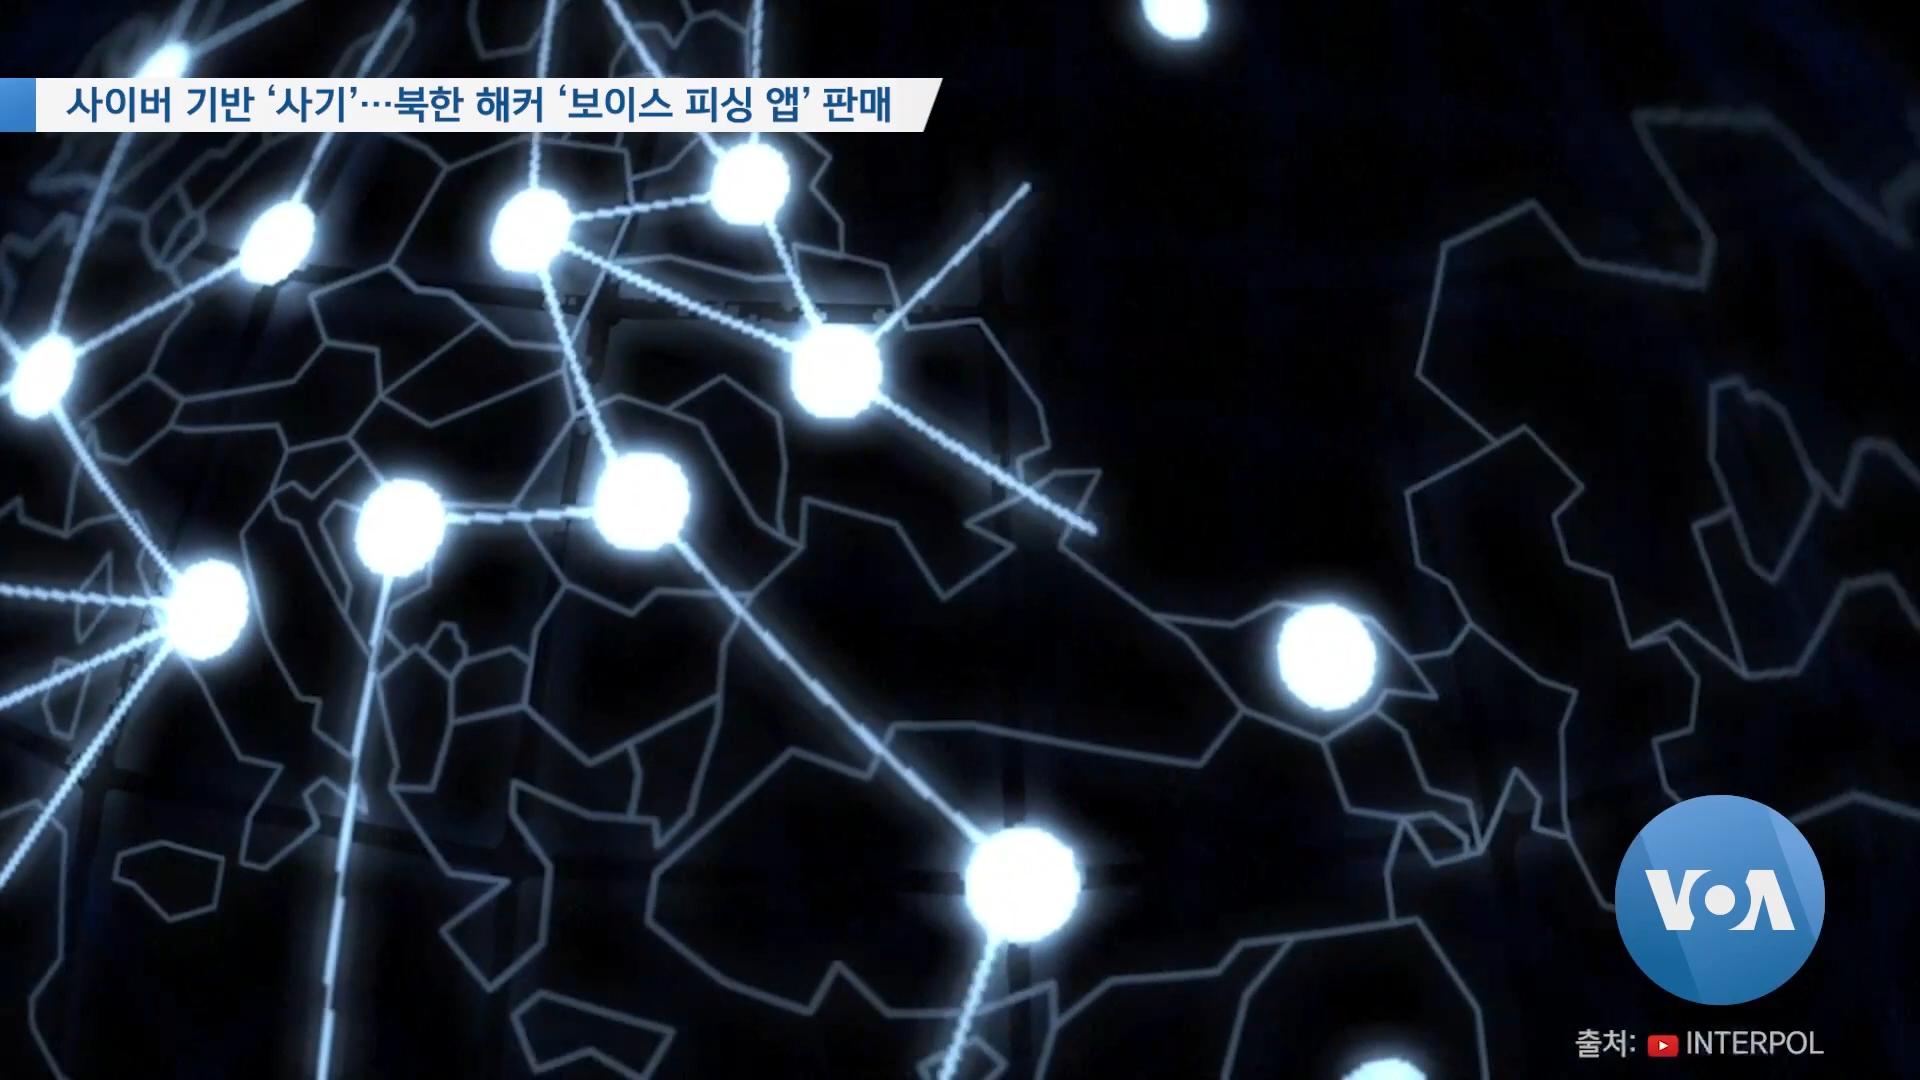 사이버 기반 ‘사기’…북한 해커 ‘보이스 피싱 앱’ 판매
VOA
출처: INTERPOL